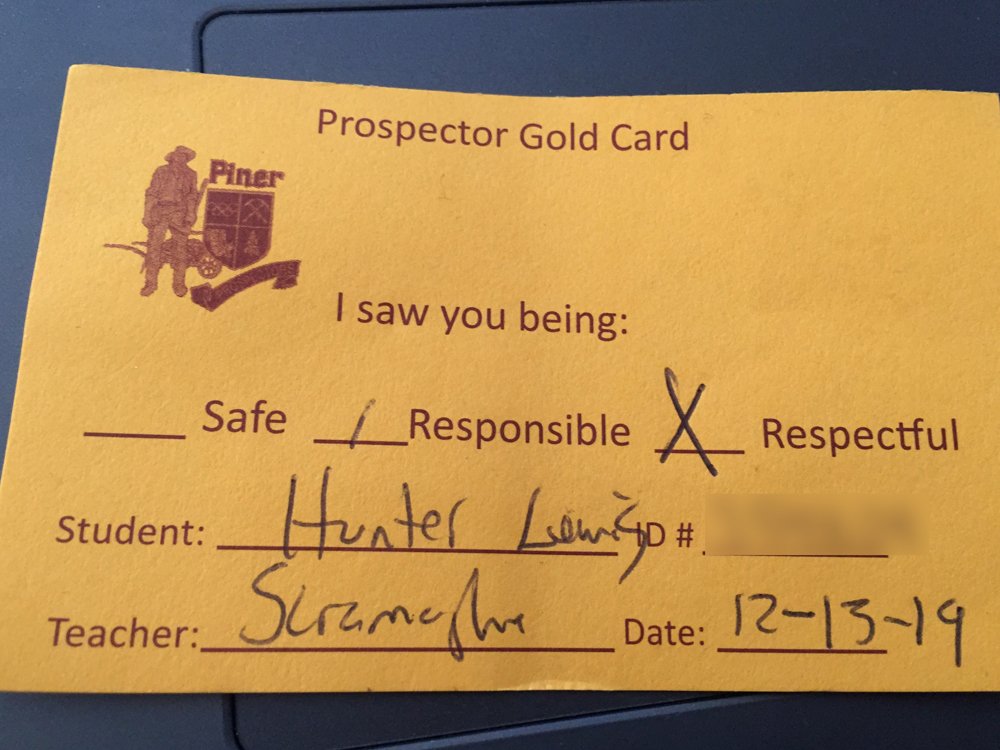 Prospector Gold Card
Piner
I saw you being:
___ Safe / Responsible X Respectful
Student: Hunter Lewis ID #
Teacher: Date: 12-13-19